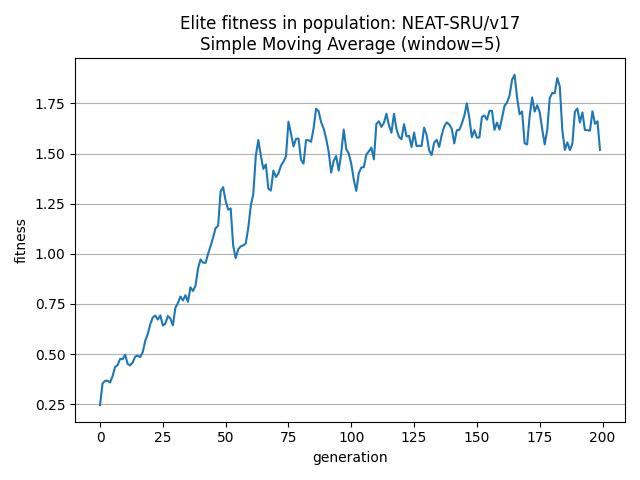 Elite fitness in population: NEAT-SRU/v17
Simple Moving Average (window=5)
fitness
1.75
1.50
1.25
1.00
0.75
0.50
0.25
0 25 50 75 100 125 150 175 200
generation